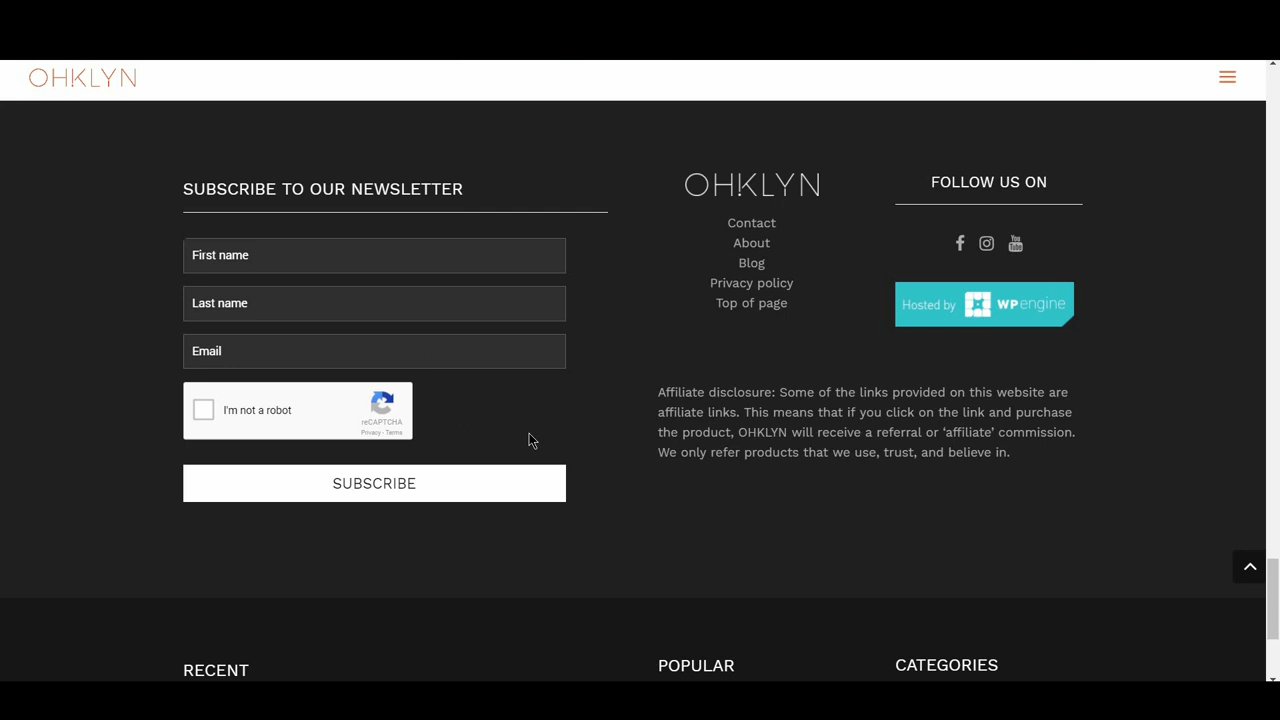 OHKLYN
SUBSCRIBE TO OUR NEWSLETTER
First name
Last name
Email
I'm not a robot
reCAPTCHA
Privacy - Terms
SUBSCRIBE
OHKLYN
Contact
About
Blog
Privacy policy
Top of page
FOLLOW US ON
You
Tube
Hosted by WP engine
Affiliate disclosure: Some of the links provided on this website are
affiliate links. This means that if you click on the link and purchase
the product, OHKLYN will receive a referral or ‘affiliate’ commission.
We only refer products that we use, trust, and believe in.
RECENT
POPULAR
CATEGORIES